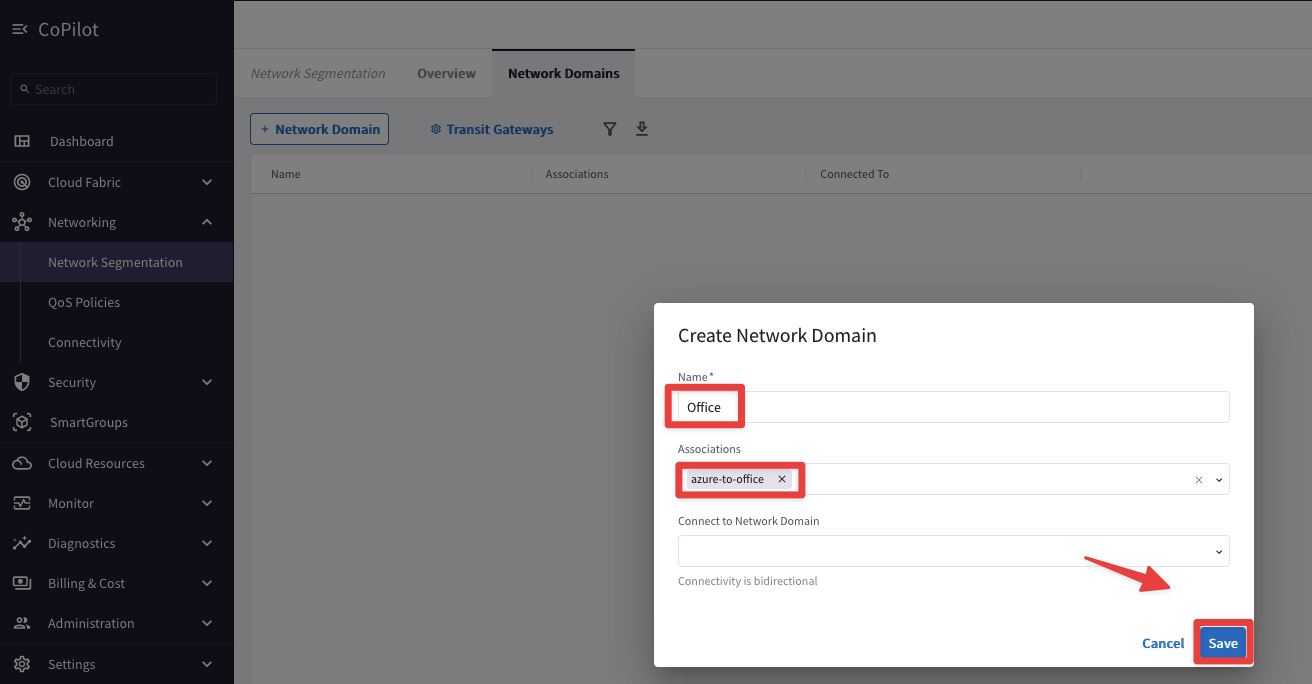 CoPilot
Search
Dashboard
Cloud Fabric
Networking
Network Segmentation
QoS Policies
Connectivity
Security
SmartGroups
Cloud Resources
Monitor
Diagnostics
Billing & Cost
Administration
Settings
Network Segmentation Overview Network Domains
+ Network Domain Transit Gateways
Name Associations Connected To
Create Network Domain
Name*
Office
Associations
azure-to-office ×
Connect to Network Domain
Connectivity is bidirectional
Cancel Save